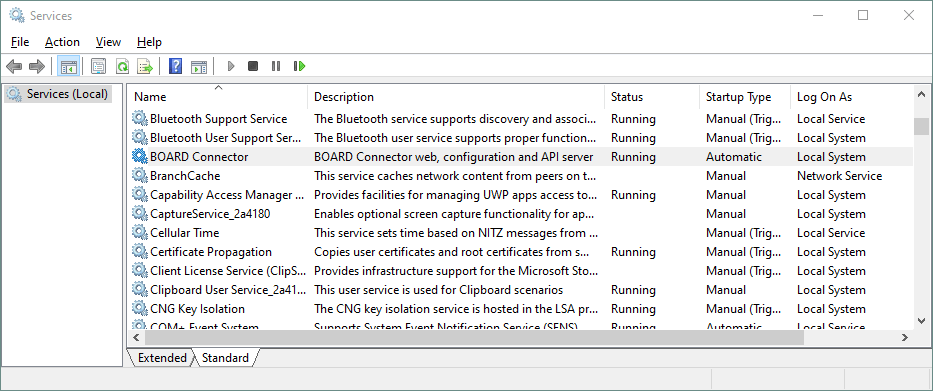 Services
File Action View Help
Services (Local)
Name Description Status Startup Type Log On As
Bluetooth Support Service The Bluetooth service supports discovery and associ... Running Manual (Trig... Local Service
Bluetooth User Support Ser... The Bluetooth user service supports proper function... Running Manual (Trig... Local System
BOARD Connector BOARD Connector web, configuration and API server Running Automatic Local System
BranchCache This service caches network content from peers on t... Manual Network Service
Capability Access Manager ... Provides facilities for managing UWP apps access to... Running Manual Local System
CaptureService_2a4180 Enables optional screen capture functionality for ap... Manual Local System
Cellular Time This service sets time based on NITZ messages from ... Manual (Trig... Local Service
Certificate Propagation Copies user certificates and root certificates from s... Running Manual (Trig... Local System
Client License Service (ClipS... Provides infrastructure support for the Microsoft Sto... Manual (Trig... Local System
Clipboard User Service_2a41... This user service is used for Clipboard scenarios Running Manual Local System
CNG Key Isolation The CNG key isolation service is hosted in the LSA pr... Running Manual (Trig... Local System
COM+ Event System Supports System Event Notification Service (SENS) Running Automatic Local Service
Extended Standard